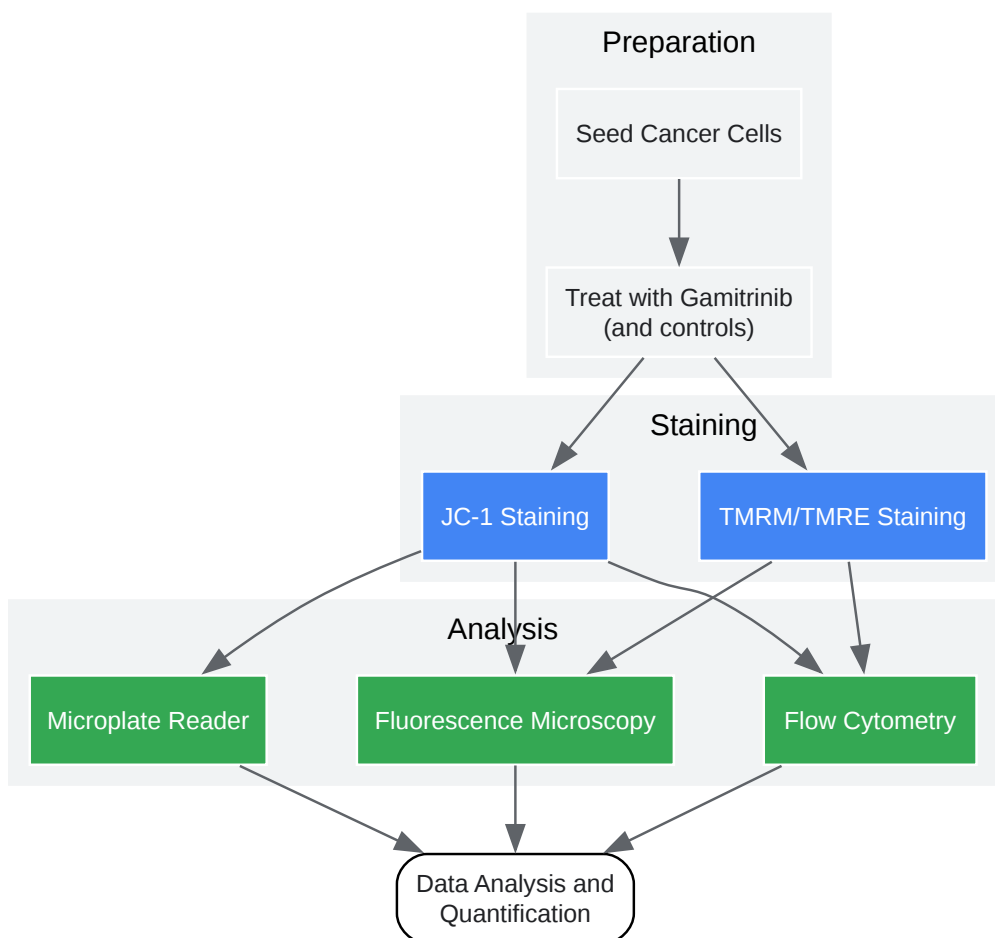 Preparation
Seed Cancer Cells
Treat with Gamitrinib
(and controls)
Staining
JC-1 Staining
TMRM/TMRE Staining
Analysis
Microplate Reader
Fluorescence Microscopy
Flow Cytometry
Data Analysis and
Quantification